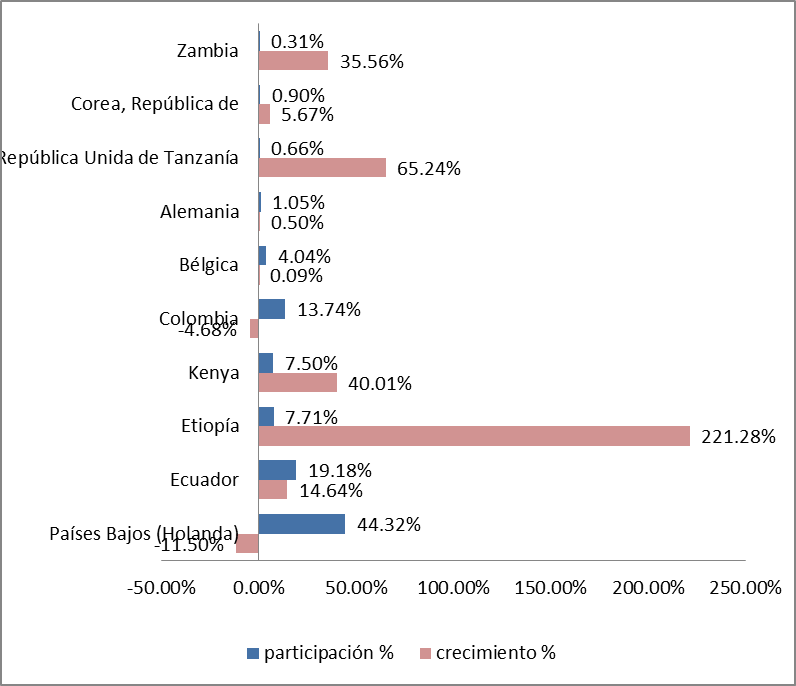 Zambia
0.31%
35.56%
Corea, República de
0.90%
5.67%
República Unida de Tanzanía
0.66%
65.24%
Alemania
1.05%
0.50%
Bélgica
4.04%
0.09%
Colombia
13.74%
-4.68%
Kenya
7.50%
40.01%
Etiopía
7.71%
221.28%
Ecuador
19.18%
14.64%
Países Bajos (Holanda)
44.32%
-11.50%
-50.00% 0.00% 50.00% 100.00% 150.00% 200.00% 250.00%
participación % crecimiento %